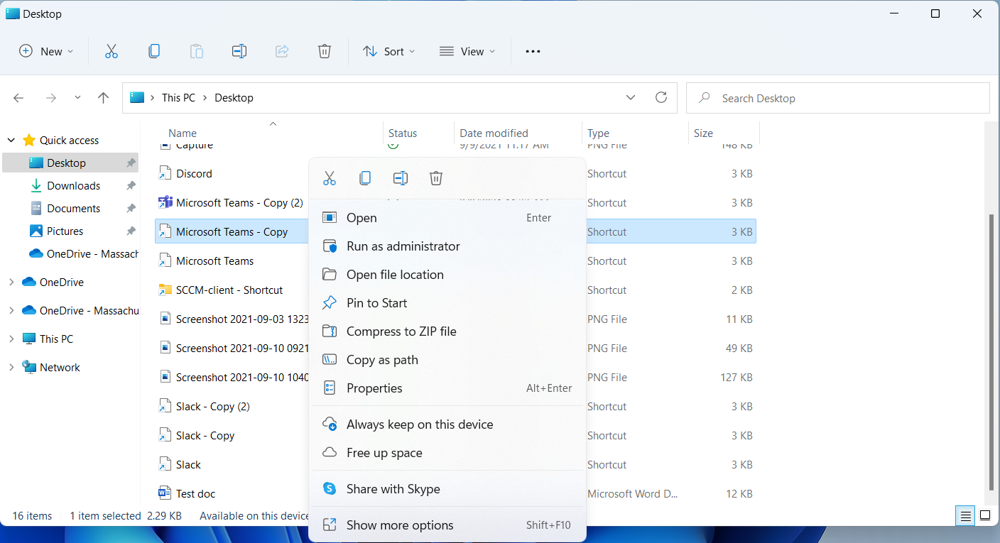 Desktop
New
Sort
View
This PC
Desktop
Search Desktop
Name
Status
Date modified
Type
Size
Quick access
Desktop
Downloads
Documents
Pictures
OneDrive - Massach
OneDrive
OneDrive - Massachu
This PC
Network
Capture 9/9/2021 11:17 AM PNG File 148 KB
Discord Shortcut 3 KB
Microsoft Teams - Copy (2) Shortcut 3 KB
Microsoft Teams - Copy Shortcut 3 KB
Microsoft Teams Shortcut 3 KB
SCCM-client - Shortcut Shortcut 2 KB
Screenshot 2021-09-03 1323 PNG File 11 KB
Screenshot 2021-09-10 0921 PNG File 49 KB
Screenshot 2021-09-10 1040 PNG File 127 KB
Slack - Copy (2) Shortcut 3 KB
Slack - Copy Shortcut 3 KB
Slack Shortcut 3 KB
Test doc Microsoft Word D... 12 KB
Open Enter
Run as administrator
Open file location
Pin to Start
Compress to ZIP file
Copy as path
Properties Alt+Enter
Always keep on this device
Free up space
Share with Skype
Show more options Shift+F10
16 items
1 item selected 2.29 KB
Available on this device